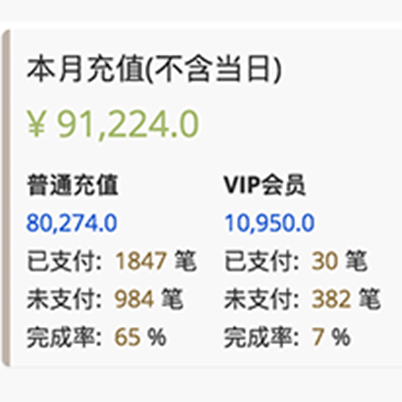 本月充值(不含当日)
¥ 91,224.0
普通充值 VIP会员
80,274.0 10,950.0
已支付: 1847 笔 已支付: 30 笔
未支付: 984 笔 未支付: 382 笔
完成率: 65 % 完成率: 7 %